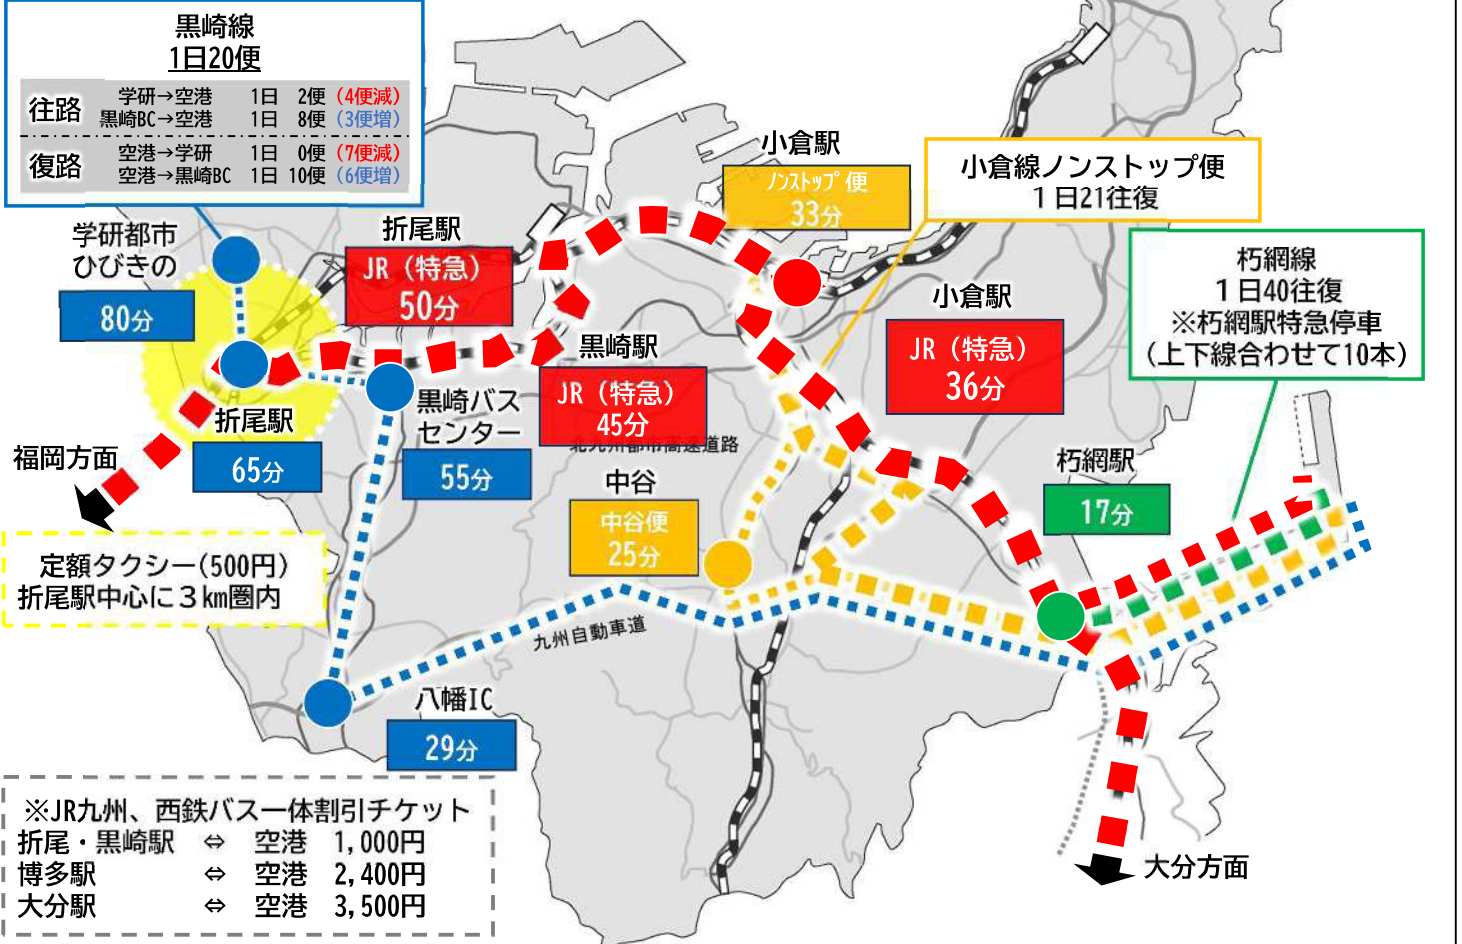 黒崎線
1日20便
往路
学研→空港 1日 2便(4便減)
黒崎BC→空港 1日 8便(3便増)
復路
空港→学研 1日 0便(7便減)
空港→黒崎BC 1日 10便(6便増)
学研都市
ひびきの
80分
折尾駅
JR(特急)
50分
小倉駅
ノンストップ便
33分
小倉線ノンストップ便
1日21往復
朽網線
1日40往復
※朽網駅特急停車
(上下線合わせて10本)
小倉駅
JR(特急)
36分
黒崎駅
JR(特急)
45分
北九州都市高速道路
黒崎バス
センター
55分
折尾駅
65分
福岡方面
定額タクシー(500円)
折尾駅中心に3km圏内
中谷
中谷便
25分
朽網駅
17分
九州自動車道
八幡IC
29分
※JR九州、西鉄バス一体割引チケット
折尾・黒崎駅 ⇔ 空港 1,000円
博多駅 ⇔ 空港 2,400円
大分駅 ⇔ 空港 3,500円
大分方面